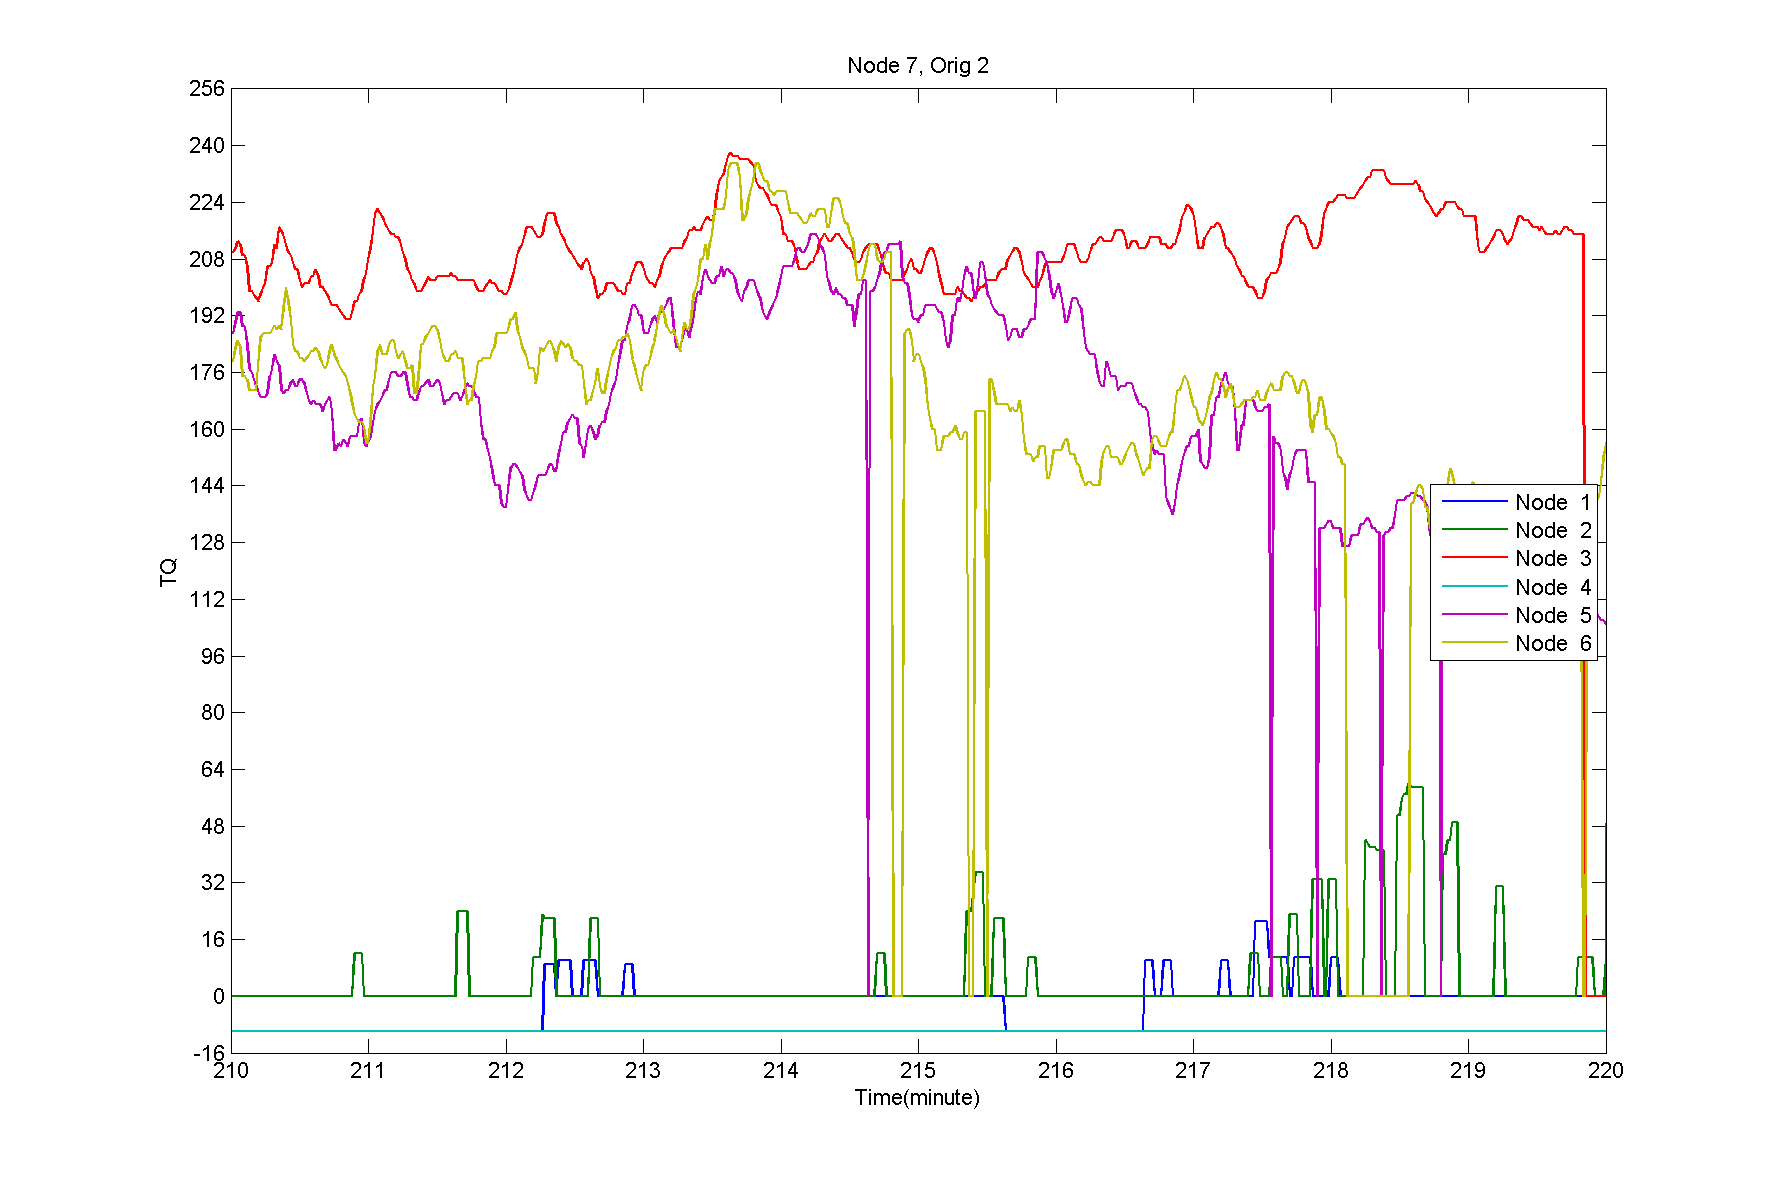 Node 7, Orig 2
256
240
224
208
192
176
160
144
128
112
96
80
64
48
32
16
0
-16
TQ
Node 1
Node 2
Node 3
Node 4
Node 5
Node 6
210 211 212 213 214 215 216 217 218 219 220
Time(minute)